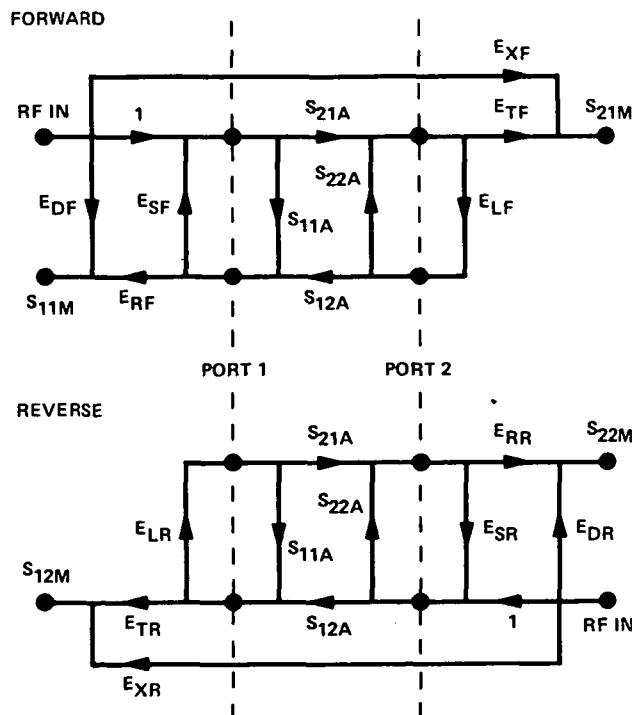 FORWARD
E_XF
RF IN 1 S_21A E_TF S_21M
S_22A
E_DF E_SF S_11A E_LF
S_11M E_RF S_12A
PORT 1 PORT 2
REVERSE
S_21A E_RR S_22M
S_22A
E_LR S_11A E_SR E_DR
S_12M
E_TR S_12A 1 RF IN
E_XR